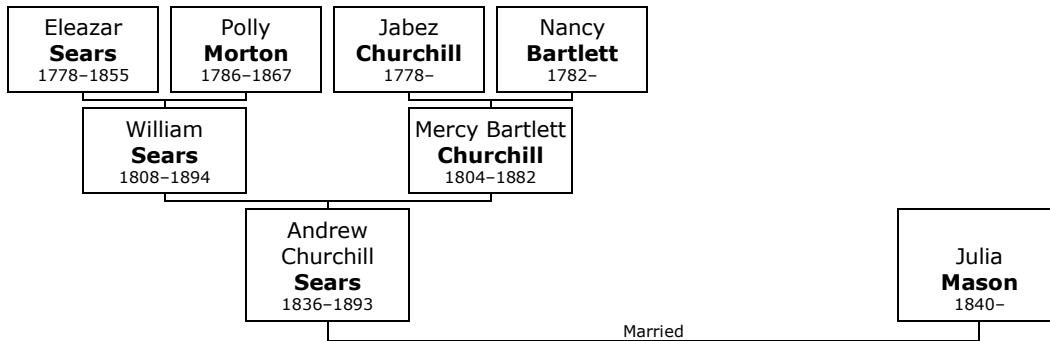 Eleazar
Sears
1778–1855
Polly
Morton
1786–1867
Jabez
Churchill
1778–
Nancy
Bartlett
1782–
William
Sears
1808–1894
Mercy Bartlett
Churchill
1804–1882
Andrew
Churchill
Sears
1836–1893
Julia
Mason
1840–
Married